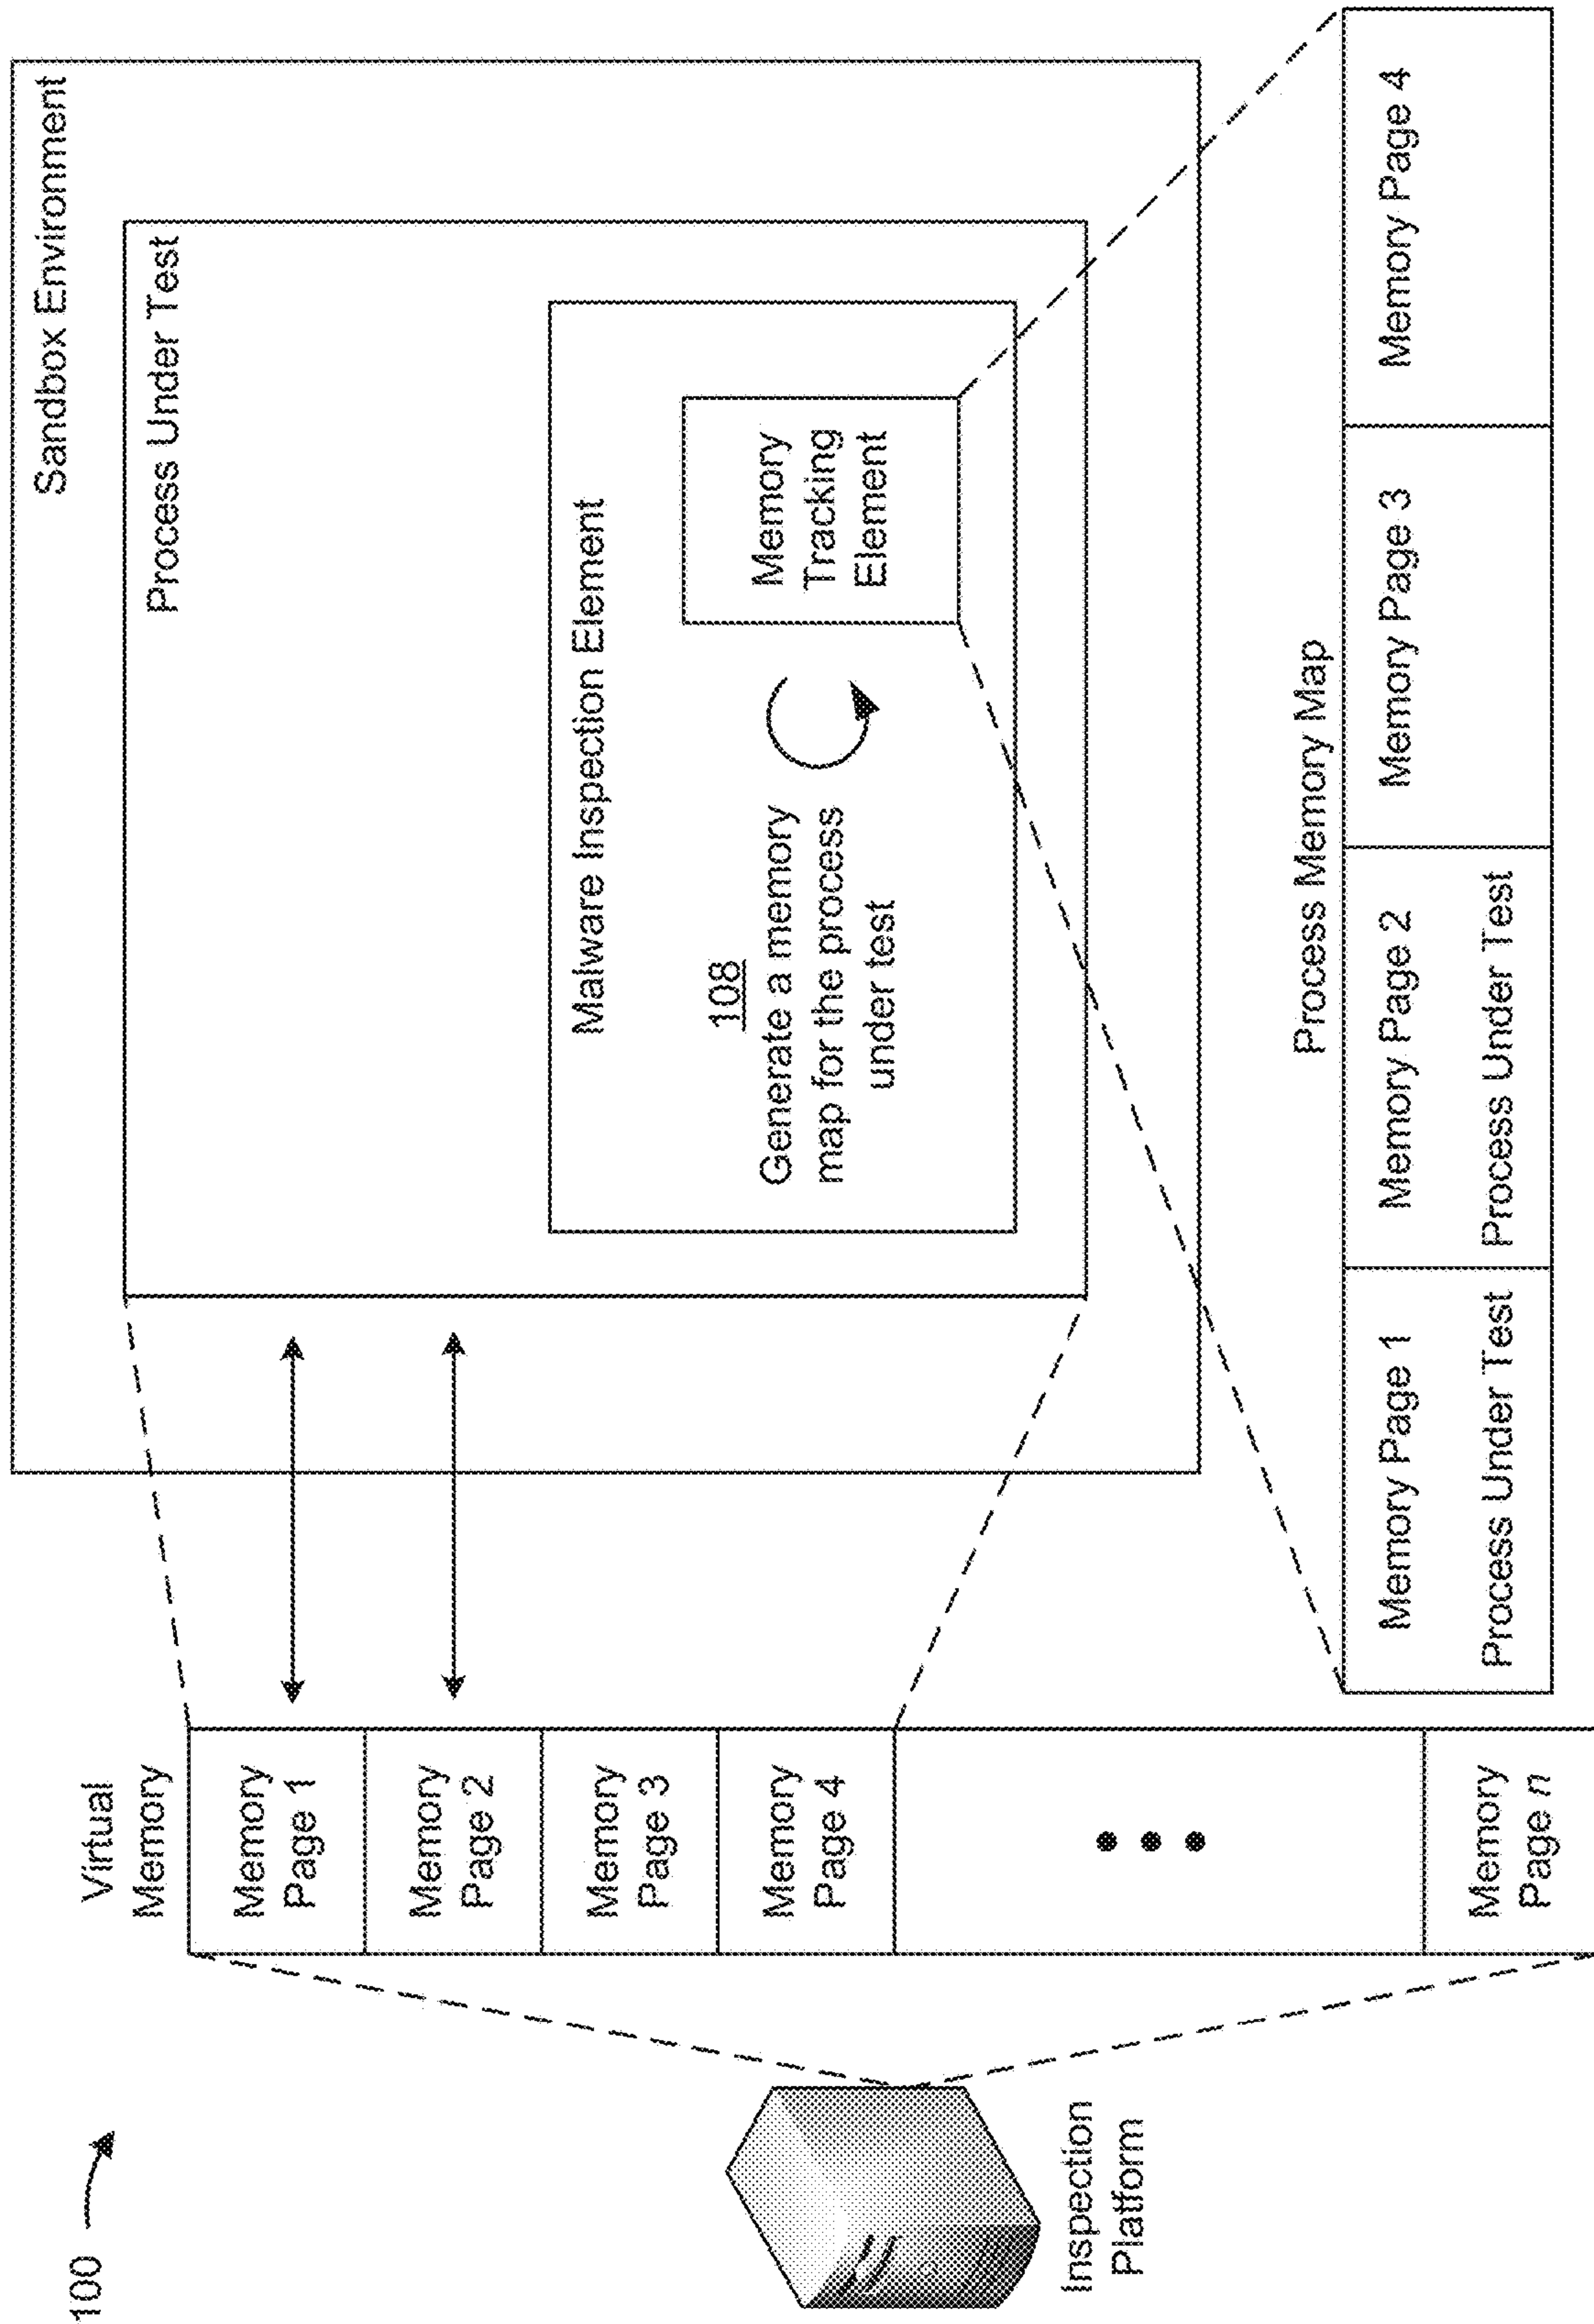 100
Inspection
Platform
Virtual
Memory
Memory
Page 1
Memory
Page 2
Memory
Page 3
Memory
Page 4
Memory
Page n
Sandbox Environment
Process Under Test
Malware Inspection Element
108
Generate a memory
map for the process
under test
Memory
Tracking
Element
Process Memory Map
Memory Page 1
Process Under Test
Memory Page 2
Process Under Test
Memory Page 3
Memory Page 4